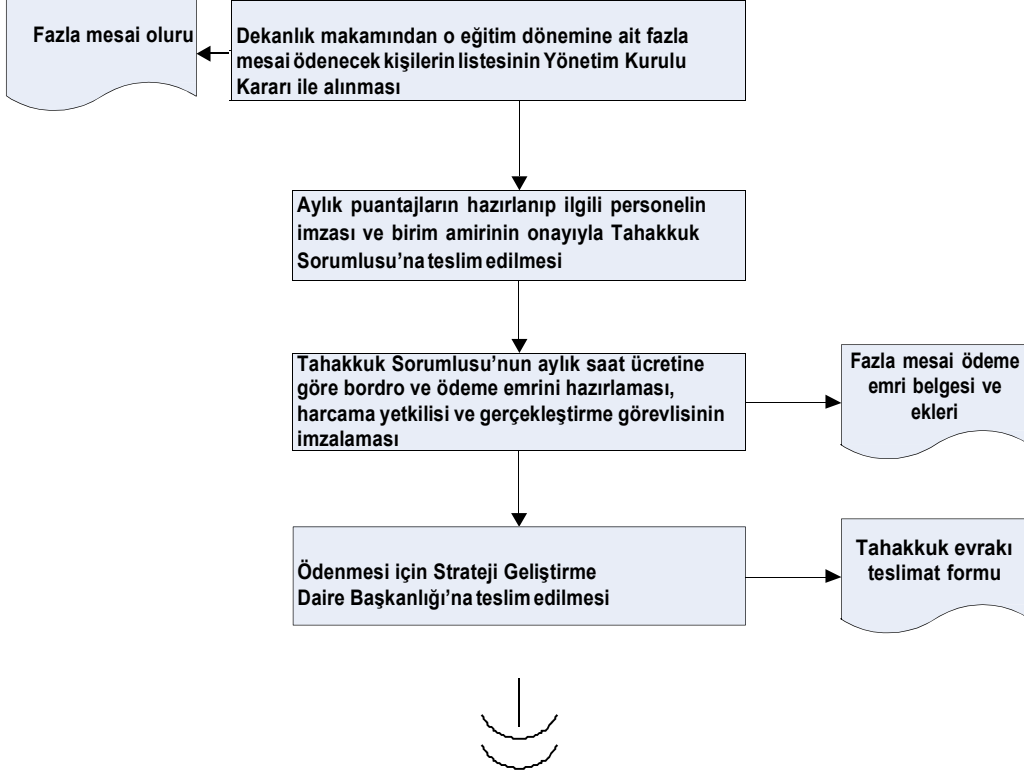 Fazla mesai oluru
Dekanlık makamından o eğitim dönemine ait fazla
mesai ödenecek kişilerin listesinin Yönetim Kurulu
Kararı ile alınması
Aylık puantajların hazırlanıp ilgili personelin
imzası ve birim amirinin onayıyla Tahakkuk
Sorumlusu’na teslim edilmesi
Tahakkuk Sorumlusu’nun aylık saat ücretine
göre bordro ve ödeme emrini hazırlaması,
harcama yetkilisi ve gerçekleştirme görevlisinin
imzalaması
Fazla mesai ödeme
emri belgesi ve
ekleri
Ödenmesi için Strateji Geliştirme
Daire Başkanlığı’na teslim edilmesi
Tahakkuk evrakı
teslimat formu